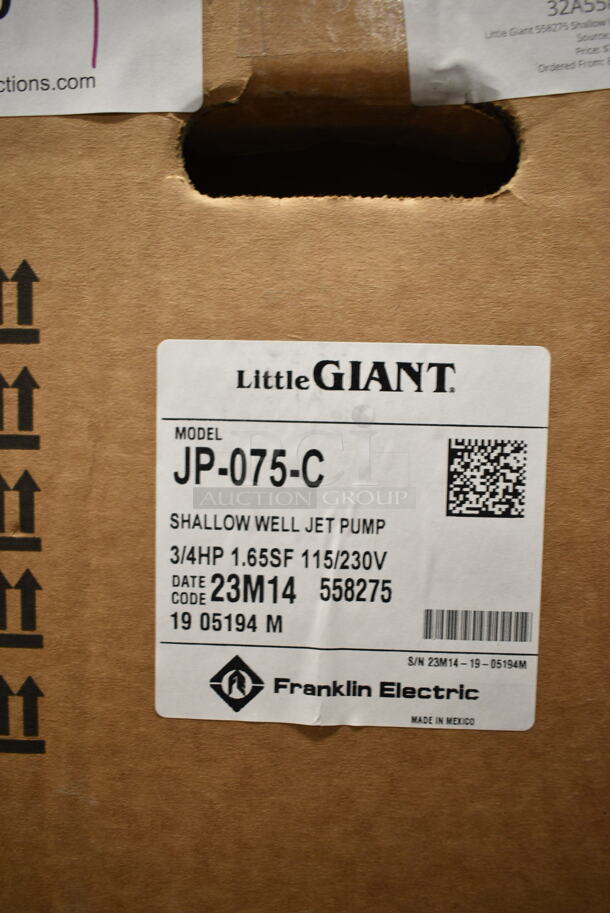 ctions.com
32A55
Little Giant 558275 Shallow
Source:
Price: $
Ordered From:
Little GIANT
MODEL
JP-075-C
AUCTION GROUP
SHALLOW WELL JET PUMP
3/4HP 1.65SF 115/230V
DATE CODE 23M14 558275
19 05194 M
S/N 23M14-19-05194M
Franklin Electric
MADE IN MEXICO